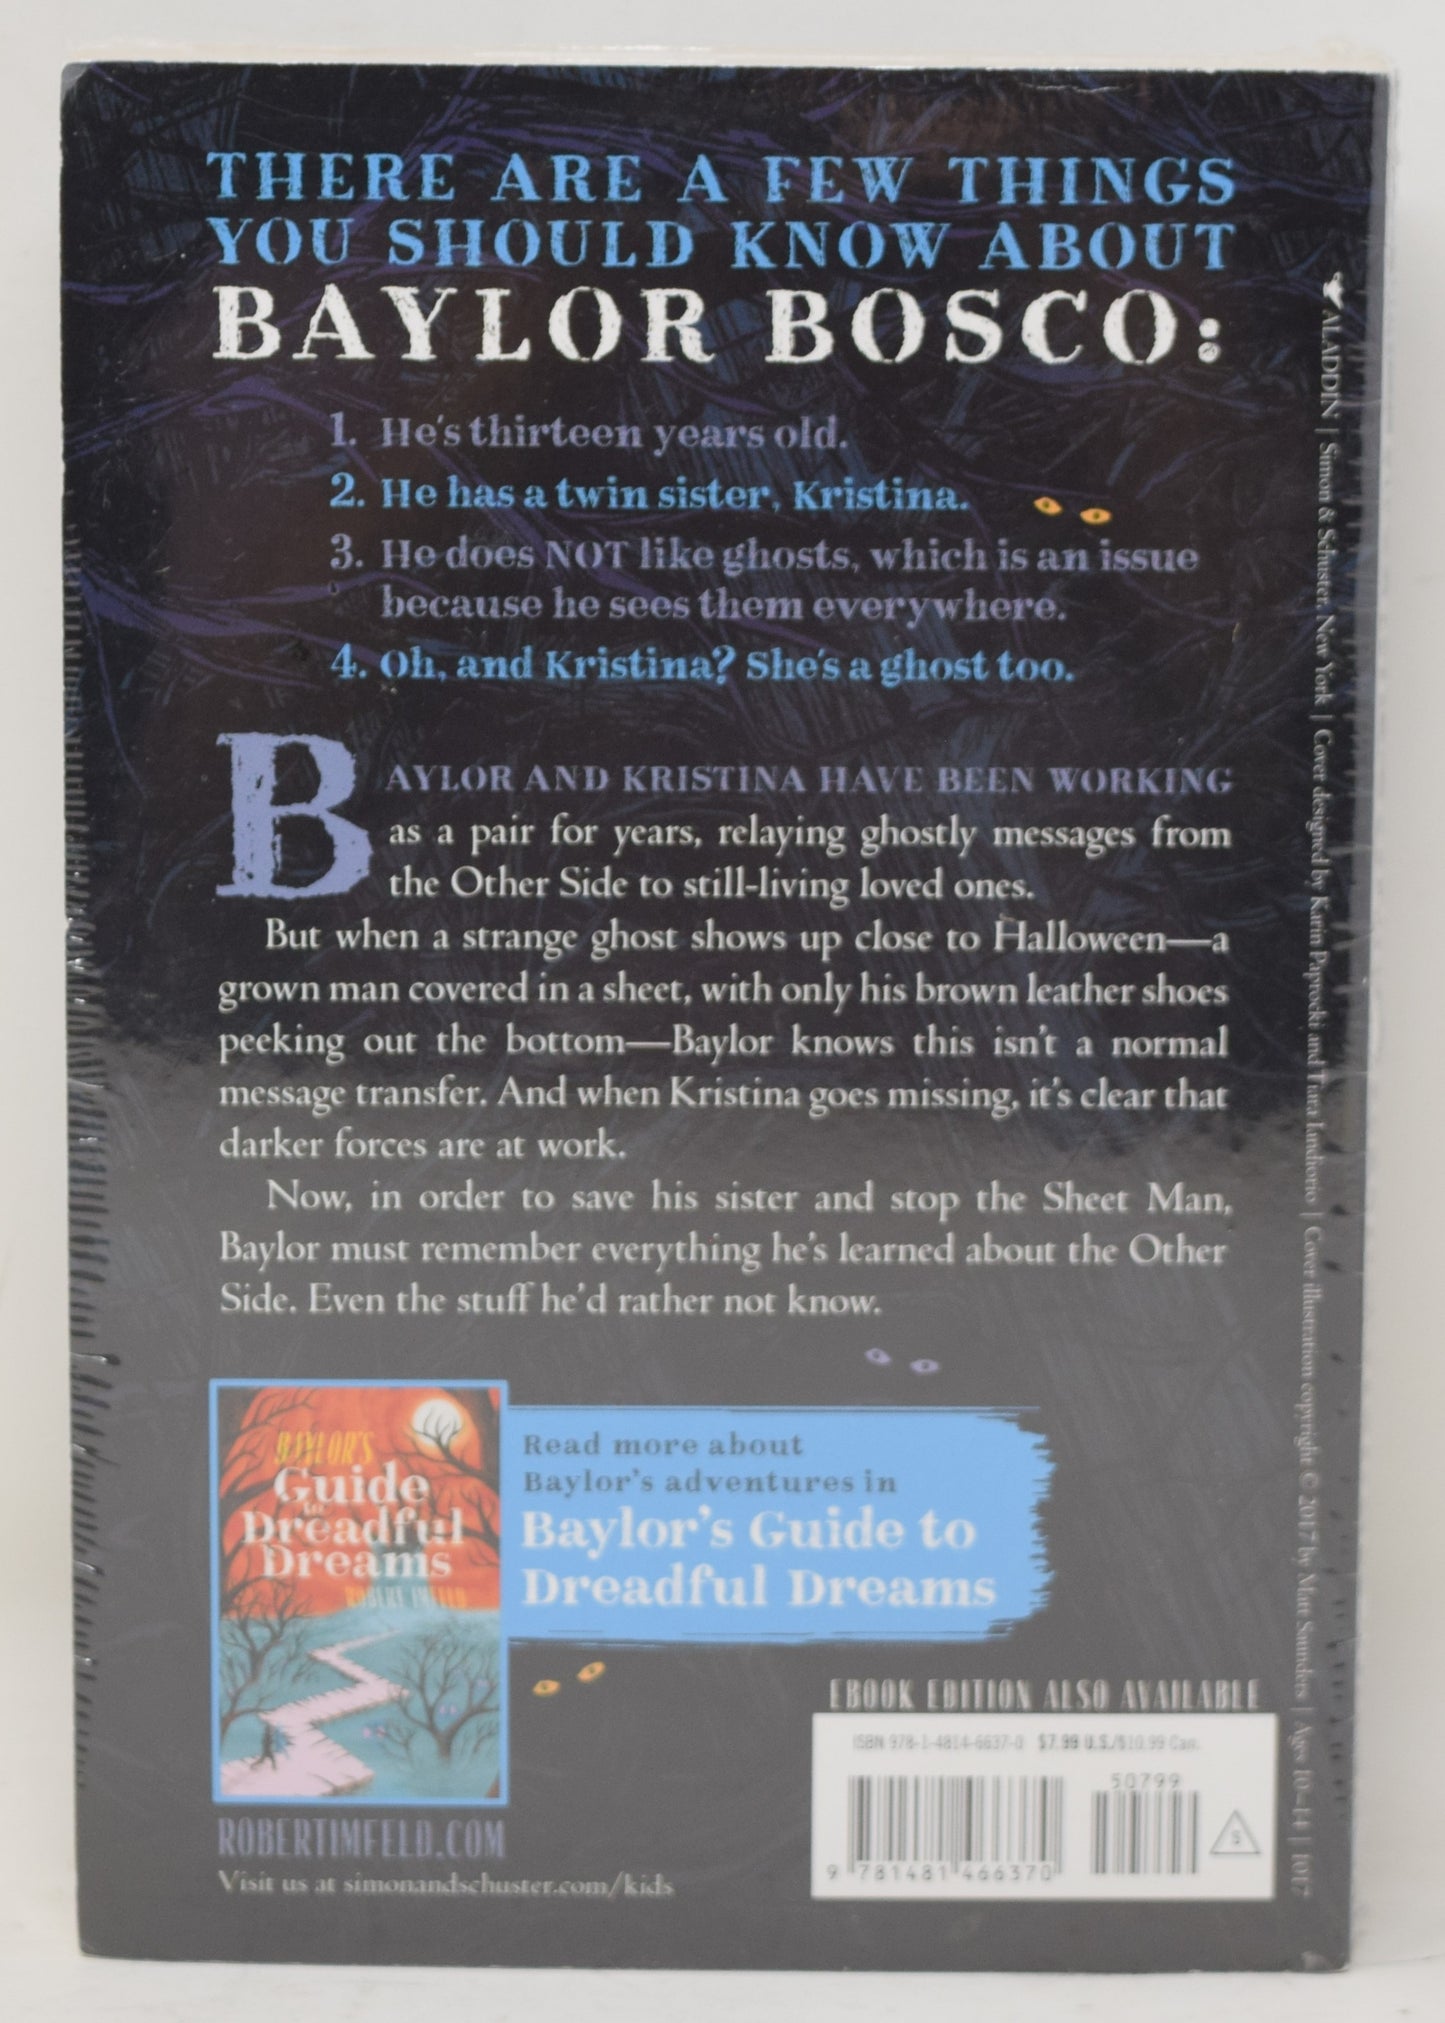 THERE ARE A FEW THINGS
YOU SHOULD KNOW ABOUT
BAYLOR BOSCO:
1. He's thirteen years old.
2. He has a twin sister, Kristina.
3. He does NOT like ghosts, which is an issue
because he sees them everywhere.
4. Oh, and Kristina? She's a ghost too.
BAYLOR AND KRISTINA HAVE BEEN WORKING
as a pair for years, relaying ghostly messages from
the Other Side to still-living loved ones.
But when a strange ghost shows up close to Halloween—a
grown man covered in a sheet, with only his brown leather shoes
peeking out the bottom—Baylor knows this isn't a normal
message transfer. And when Kristina goes missing, it's clear that
darker forces are at work.
Now, in order to save his sister and stop the Sheet Man,
Baylor must remember everything he's learned about the Other
Side. Even the stuff he'd rather not know.
BAYLOR'S
Guide
to
Dreadful
Dreams
ROBERT IMFELD
Read more about
Baylor's adventures in
Baylor's Guide to
Dreadful Dreams
EBOOK EDITION ALSO AVAILABLE
ISBN 978-1-4814-6637-0 $7.99 U.S./$10.99 Can.
50799
9 781481 466370
S
ROBERTIMFELD.COM
Visit us at simonandschuster.com/kids
ALADDIN | Simon & Schuster, New York | Cover designed by Karin Paprocki and Tiara Iandiorio | Cover illustration copyright © 2017 by Matt Saunders | Ages 10–14 | 1017